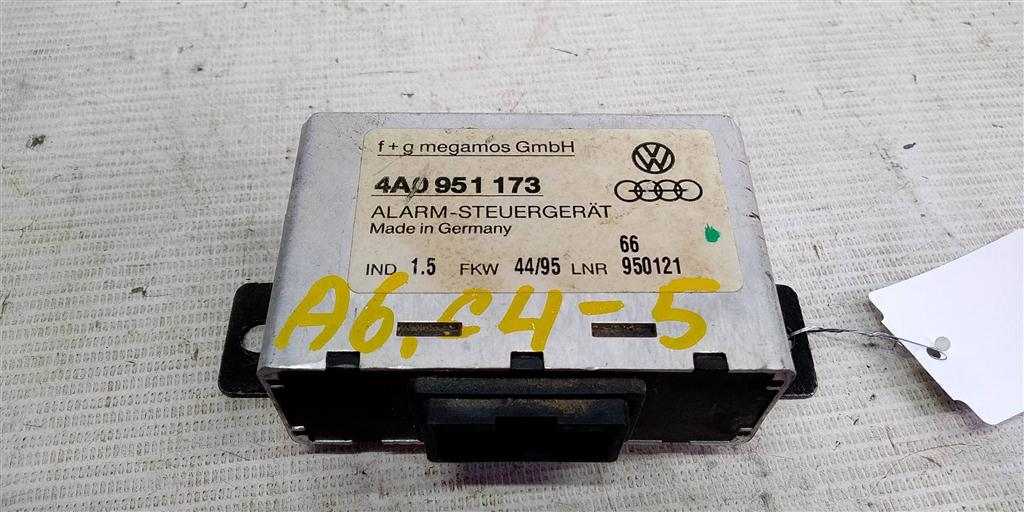 f+g megamos GmbH
4A0 951 173
ALARM-STEUERGERÄT
Made in Germany
66
IND 1.5 FKW 44/95 LNR 950121
A6, C4-5